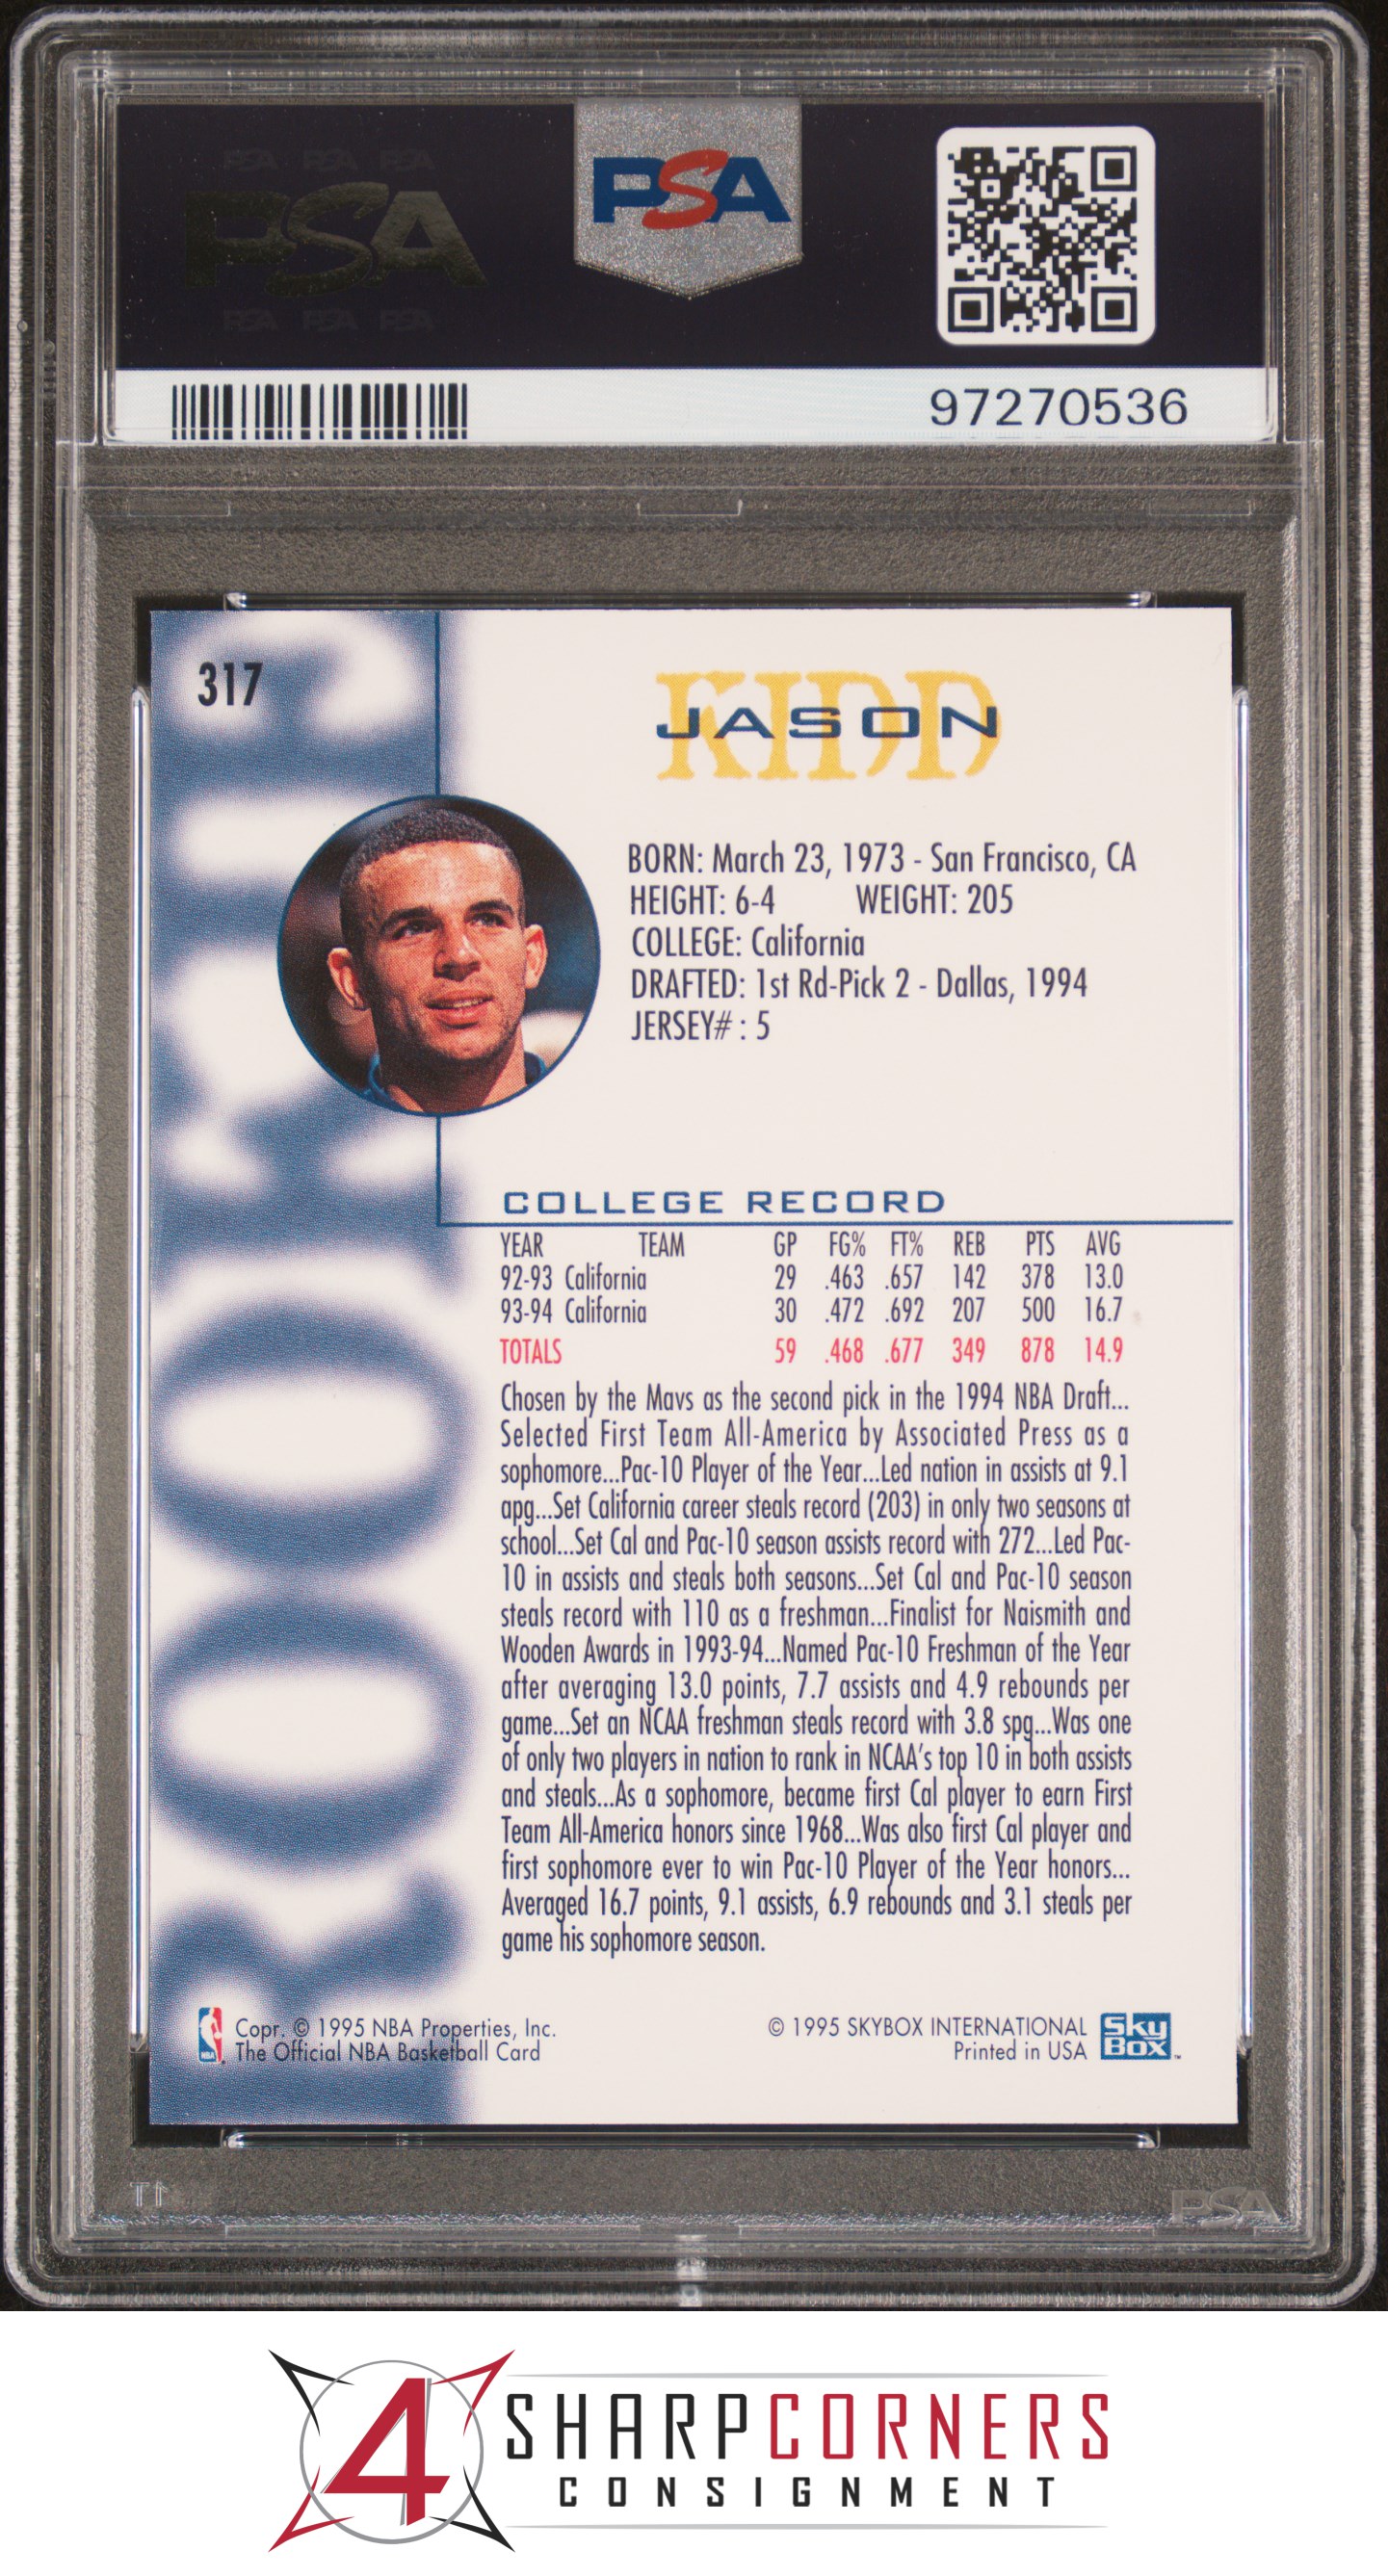 PSA PSA PSA
PSA
PSA PSA PSA
PSA
97270536
317
JASON
KIDD
BORN: March 23, 1973 - San Francisco, CA
HEIGHT: 6-4 WEIGHT: 205
COLLEGE: California
DRAFTED: 1st Rd-Pick 2 - Dallas, 1994
JERSEY# : 5
ROOKIE
COLLEGE RECORD
YEAR TEAM GP FG% FT% REB PTS AVG
92-93 California 29 .463 .657 142 378 13.0
93-94 California 30 .472 .692 207 500 16.7
TOTALS 59 .468 .677 349 878 14.9
Chosen by the Mavs as the second pick in the 1994 NBA Draft...
Selected First Team All-America by Associated Press as a
sophomore...Pac-10 Player of the Year...Led nation in assists at 9.1
apg...Set California career steals record (203) in only two seasons at
school...Set Cal and Pac-10 season assists record with 272...Led Pac-
10 in assists and steals both seasons...Set Cal and Pac-10 season
steals record with 110 as a freshman...Finalist for Naismith and
Wooden Awards in 1993-94...Named Pac-10 Freshman of the Year
after averaging 13.0 points, 7.7 assists and 4.9 rebounds per
game...Set an NCAA freshman steals record with 3.8 spg...Was one
of only two players in nation to rank in NCAA's top 10 in both assists
and steals...As a sophomore, became first Cal player to earn First
Team All-America honors since 1968...Was also first Cal player and
first sophomore ever to win Pac-10 Player of the Year honors...
Averaged 16.7 points, 9.1 assists, 6.9 rebounds and 3.1 steals per
game his sophomore season.
NBA
Copr. © 1995 NBA Properties, Inc.
The Official NBA Basketball Card
© 1995 SKYBOX INTERNATIONAL
Printed in USA
SkyBox™
PSA
4
SHARPCORNERS
CONSIGNMENT